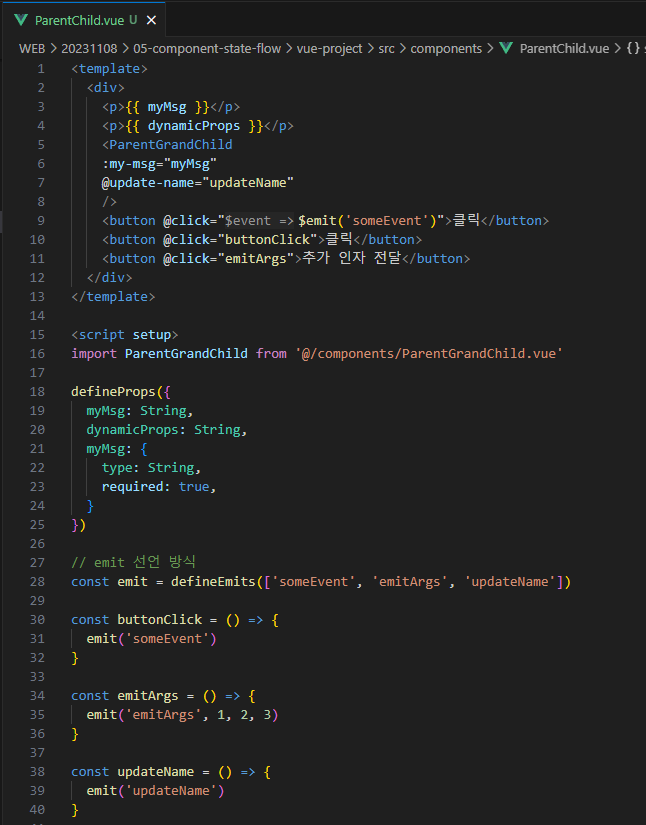 ParentChild.vue U ×
WEB > 20231108 > 05-component-state-flow > vue-project > src > components > ParentChild.vue > {}
1 <template>
2 <div>
3 <p>{{ myMsg }}</p>
4 <p>{{ dynamicProps }}</p>
5 <ParentGrandChild
6 :my-msg="myMsg"
7 @update-name="updateName"
8 />
9 <button @click="$event => $emit('someEvent')">클릭</button>
10 <button @click="buttonClick">클릭</button>
11 <button @click="emitArgs">추가 인자 전달</button>
12 </div>
13 </template>
14
15 <script setup>
16 import ParentGrandChild from '@/components/ParentGrandChild.vue'
17
18 defineProps({
19 myMsg: String,
20 dynamicProps: String,
21 myMsg: {
22 type: String,
23 required: true,
24 }
25 })
26
27 // emit 선언 방식
28 const emit = defineEmits(['someEvent', 'emitArgs', 'updateName'])
29
30 const buttonClick = () => {
31 emit('someEvent')
32 }
33
34 const emitArgs = () => {
35 emit('emitArgs', 1, 2, 3)
36 }
37
38 const updateName = () => {
39 emit('updateName')
40 }